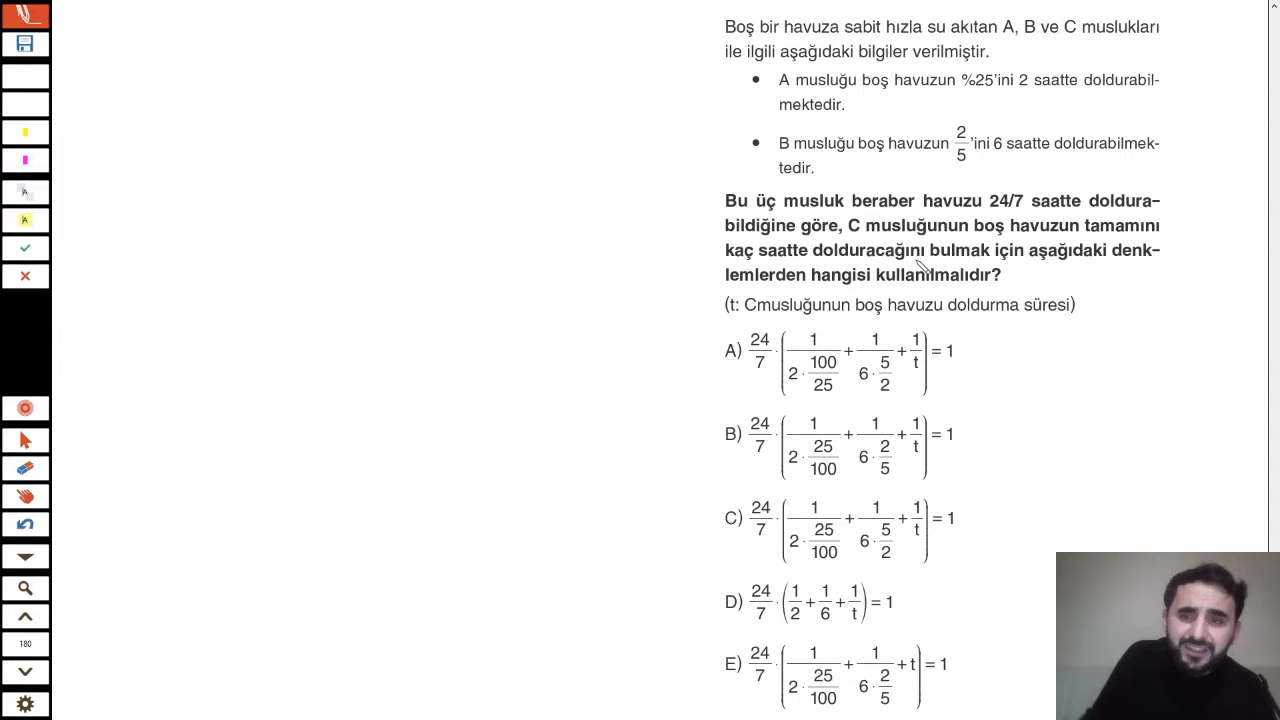 Boş bir havuza sabit hızla su akıtan A, B ve C muslukları
ile ilgili aşağıdaki bilgiler verilmiştir.
• A musluğu boş havuzun %25'ini 2 saatte doldurabil-
mektedir.
• B musluğu boş havuzun 2/5'ini 6 saatte doldurabilmek-
tedir.
Bu üç musluk beraber havuzu 24/7 saatte doldura-
bildiğine göre, C musluğunun boş havuzun tamamını
kaç saatte dolduracağını bulmak için aşağıdaki denk-
lemlerden hangisi kullanılmalıdır?
(t: Cmusluğunun boş havuzu doldurma süresi)
A) 24/7 · (1/(2 · 100/25) + 1/(6 · 5/2) + 1/t) = 1
B) 24/7 · (1/(2 · 25/100) + 1/(6 · 2/5) + 1/t) = 1
C) 24/7 · (1/(2 · 25/100) + 1/(6 · 5/2) + 1/t) = 1
D) 24/7 · (1/2 + 1/6 + 1/t) = 1
E) 24/7 · (1/(2 · 25/100) + 1/(6 · 2/5) + t) = 1
A
A
180